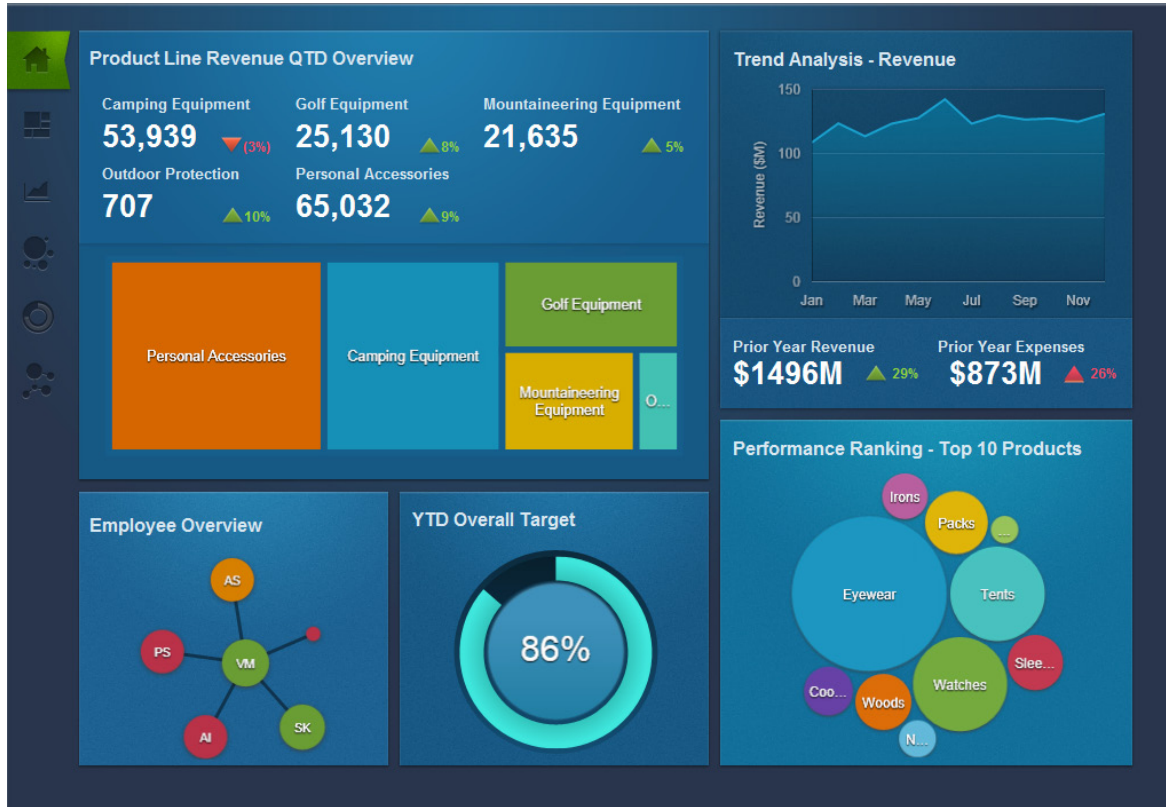 Product Line Revenue QTD Overview
Camping Equipment
53,939 (3%)
Golf Equipment
25,130 8%
Mountaineering Equipment
21,635 5%
Outdoor Protection
707 10%
Personal Accessories
65,032 9%
Personal Accessories
Camping Equipment
Golf Equipment
Mountaineering
Equipment
O...
Trend Analysis - Revenue
Revenue ($M)
150
100
50
0
Jan Mar May Jul Sep Nov
Prior Year Revenue
$1496M 29%
Prior Year Expenses
$873M 26%
Employee Overview
AS
PS
VM
AI
SK
YTD Overall Target
86%
Performance Ranking - Top 10 Products
Irons
Packs
...
Eyewear
Tents
Slee...
Watches
Coo...
Woods
N...